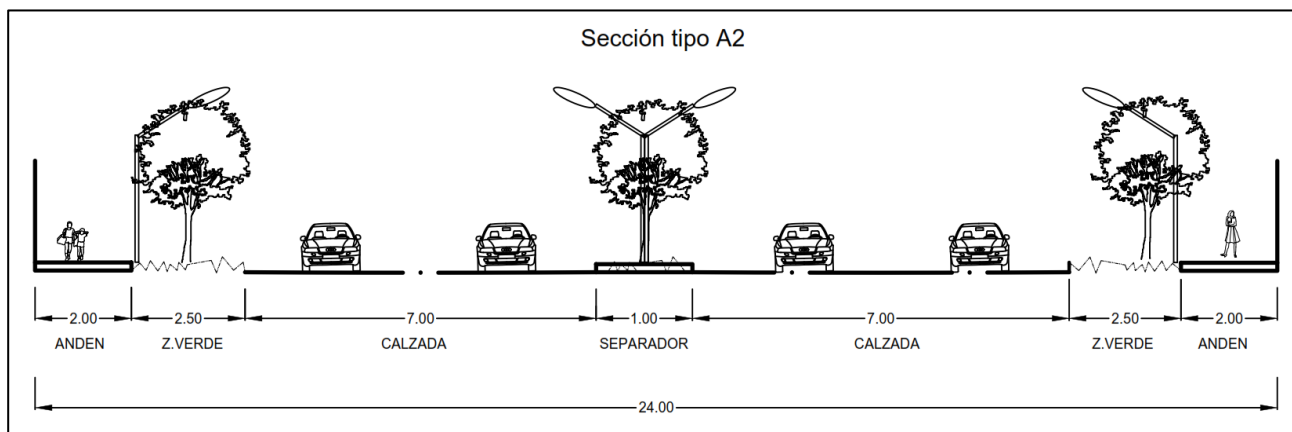 Sección tipo A2
2.00 2.50 7.00 1.00 7.00 2.50 2.00
ANDEN Z.VERDE CALZADA SEPARADOR CALZADA Z.VERDE ANDEN
24.00